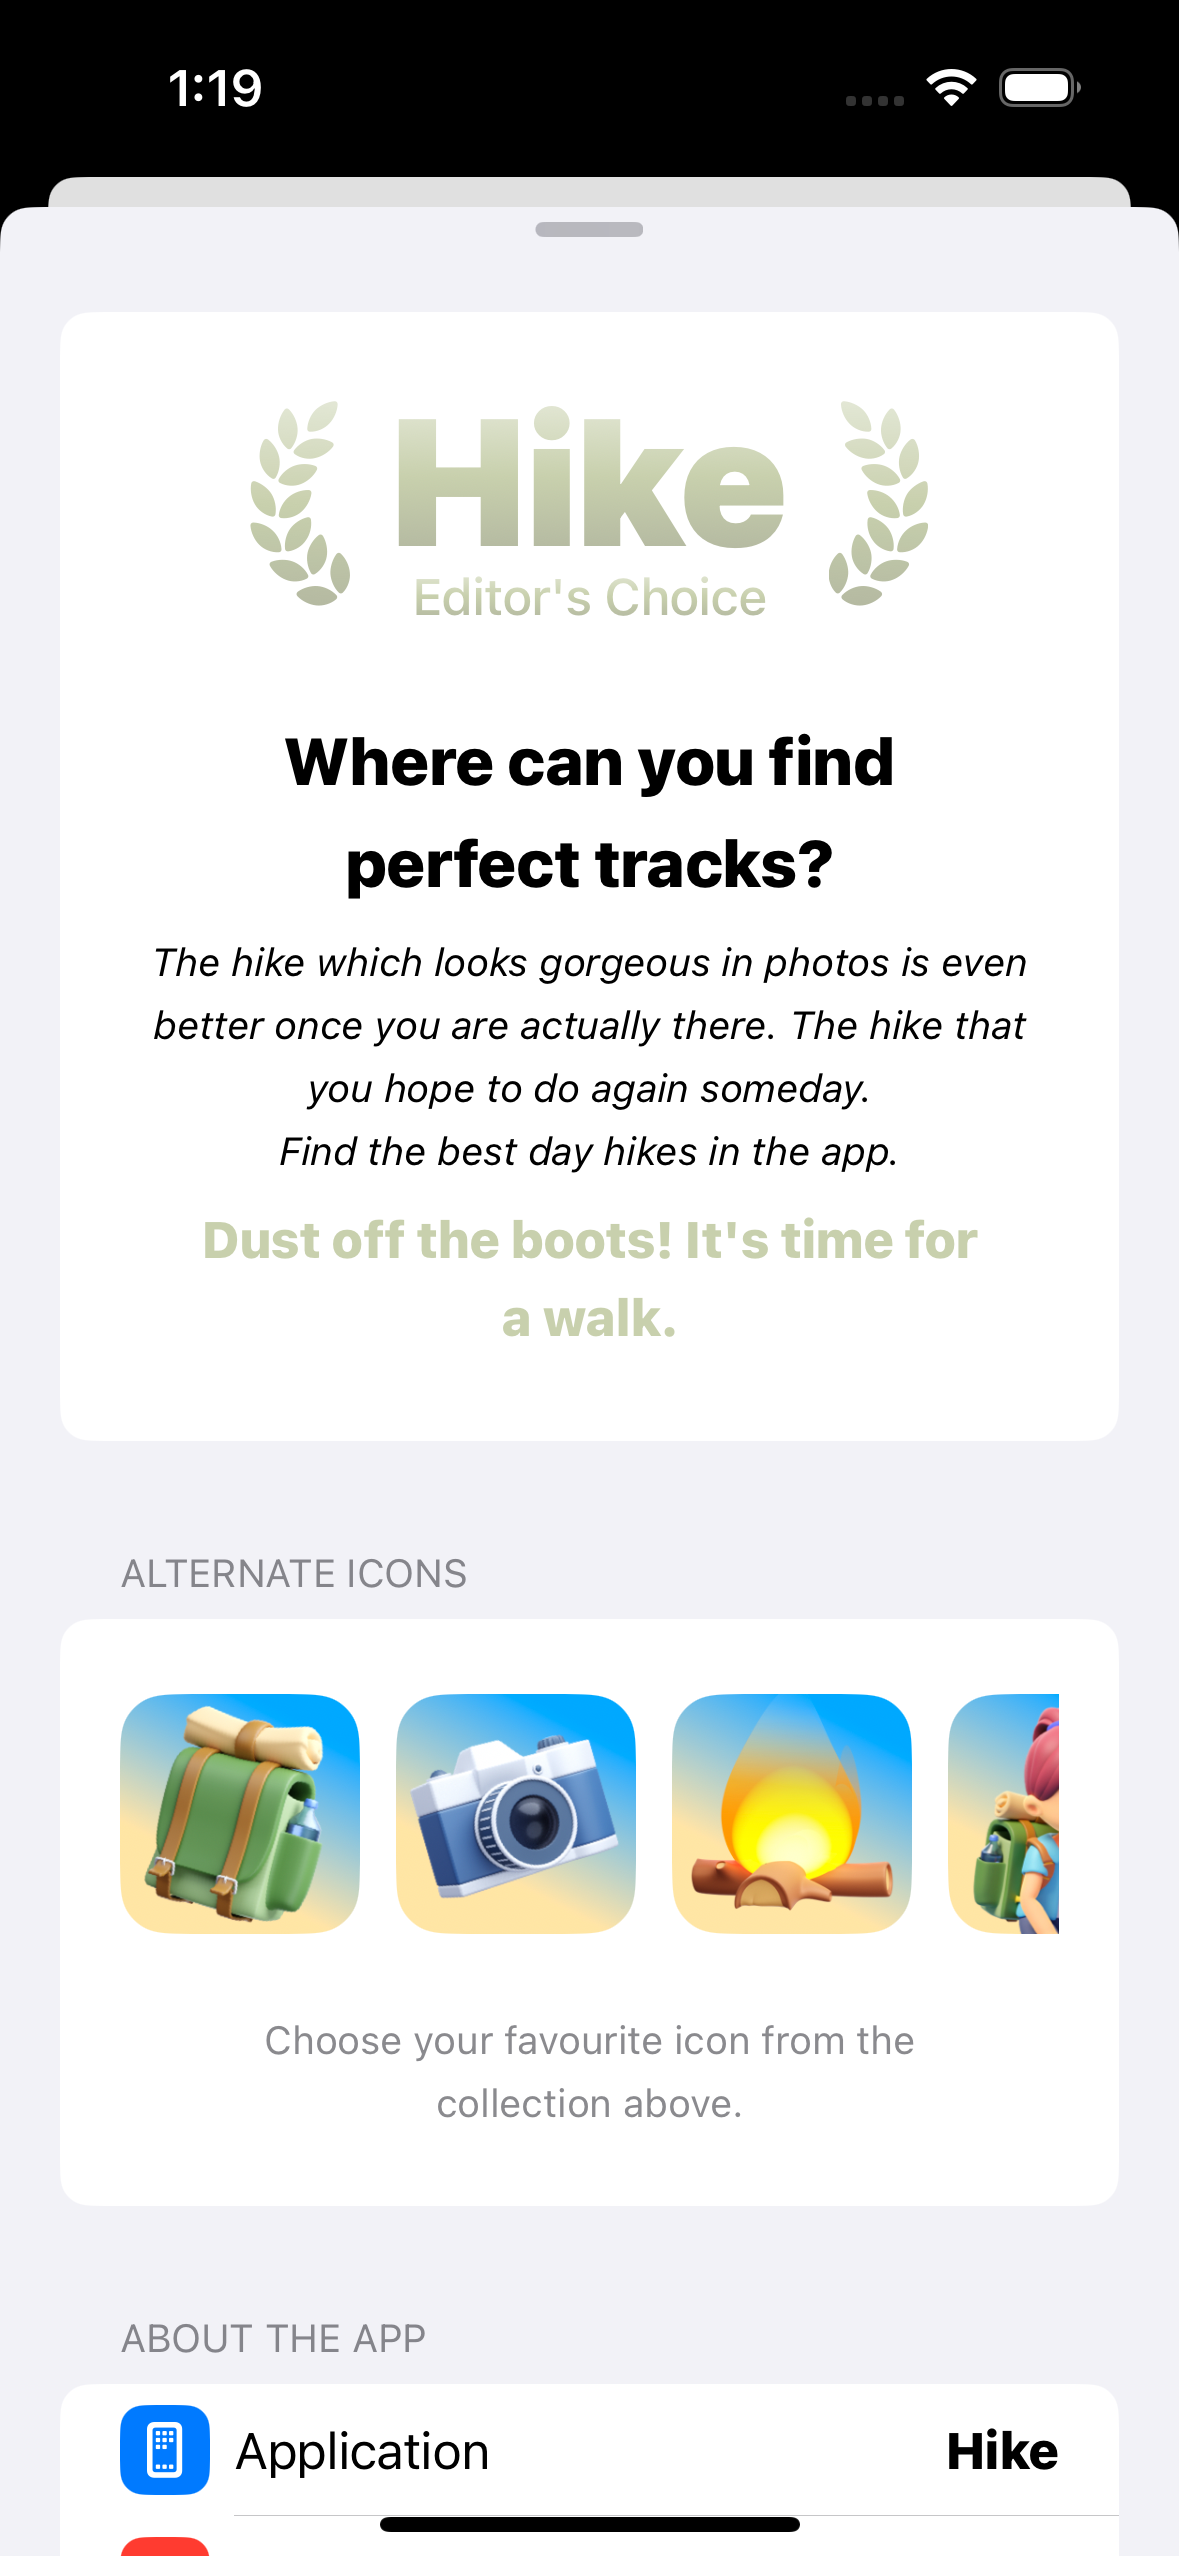 1:19
Hike
Editor's Choice
Where can you find
perfect tracks?
The hike which looks gorgeous in photos is even
better once you are actually there. The hike that
you hope to do again someday.
Find the best day hikes in the app.
Dust off the boots! It's time for
a walk.
ALTERNATE ICONS
Choose your favourite icon from the
collection above.
ABOUT THE APP
Application Hike